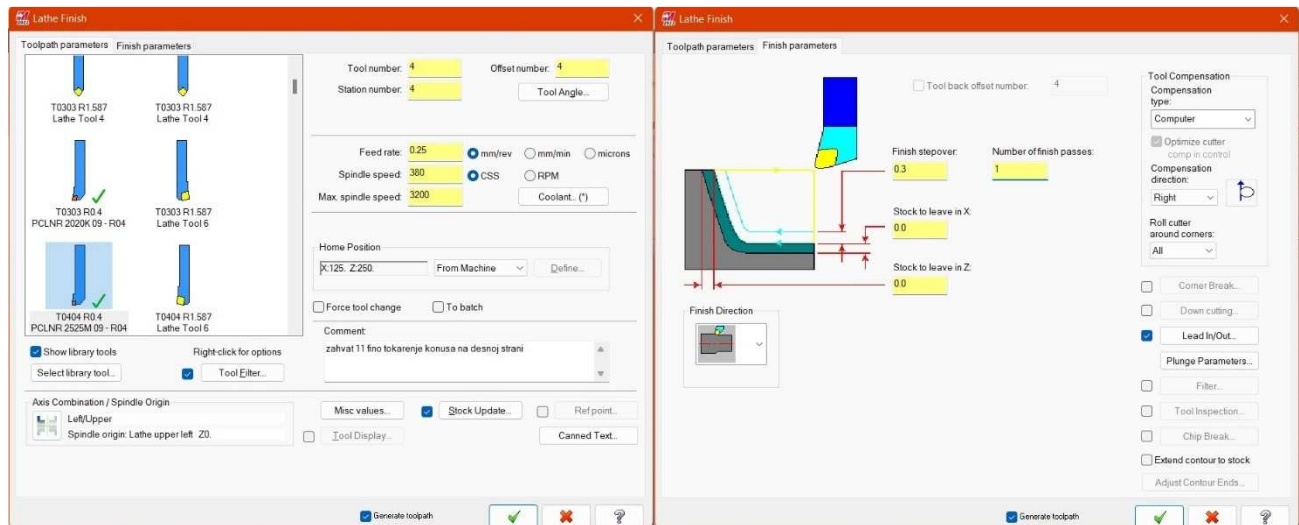 Lathe Finish
Toolpath parameters Finish parameters
T0303 R1.587
Lathe Tool 4
T0303 R1.587
Lathe Tool 4
T0303 R0.4
PCLNR 2020K 09 - R04
T0303 R1.587
Lathe Tool 6
T0404 R0.4
PCLNR 2525M 09 - R04
T0404 R1.587
Lathe Tool 6
Show library tools
Right-click for options
Select library tool...
Tool Filter...
Axis Combination / Spindle Origin
Left/Upper
Spindle origin: Lathe upper left Z0.
Tool number: 4
Offset number: 4
Station number: 4
Tool Angle...
Feed rate: 0.25
mm/rev mm/min microns
Spindle speed: 380
CSS RPM
Max. spindle speed: 3200
Coolant.. (*)
Home Position
X:125. Z:250.
From Machine
Define...
Force tool change
To batch
Comment:
zahvat 11 fino tokarenje konusa na desnoj strani
Misc values...
Stock Update...
Ref point...
Tool Display...
Canned Text...
Generate toolpath
Lathe Finish
Toolpath parameters Finish parameters
Tool back offset number: 4
Finish stepover:
0.3
Number of finish passes:
1
Stock to leave in X:
0.0
Stock to leave in Z:
0.0
Finish Direction
Tool Compensation
Compensation
type:
Computer
Optimize cutter
comp in control
Compensation
direction:
Right
Roll cutter
around corners:
All
Corner Break...
Down cutting...
Lead In/Out...
Plunge Parameters...
Filter...
Tool Inspection...
Chip Break...
Extend contour to stock
Adjust Contour Ends...
Generate toolpath